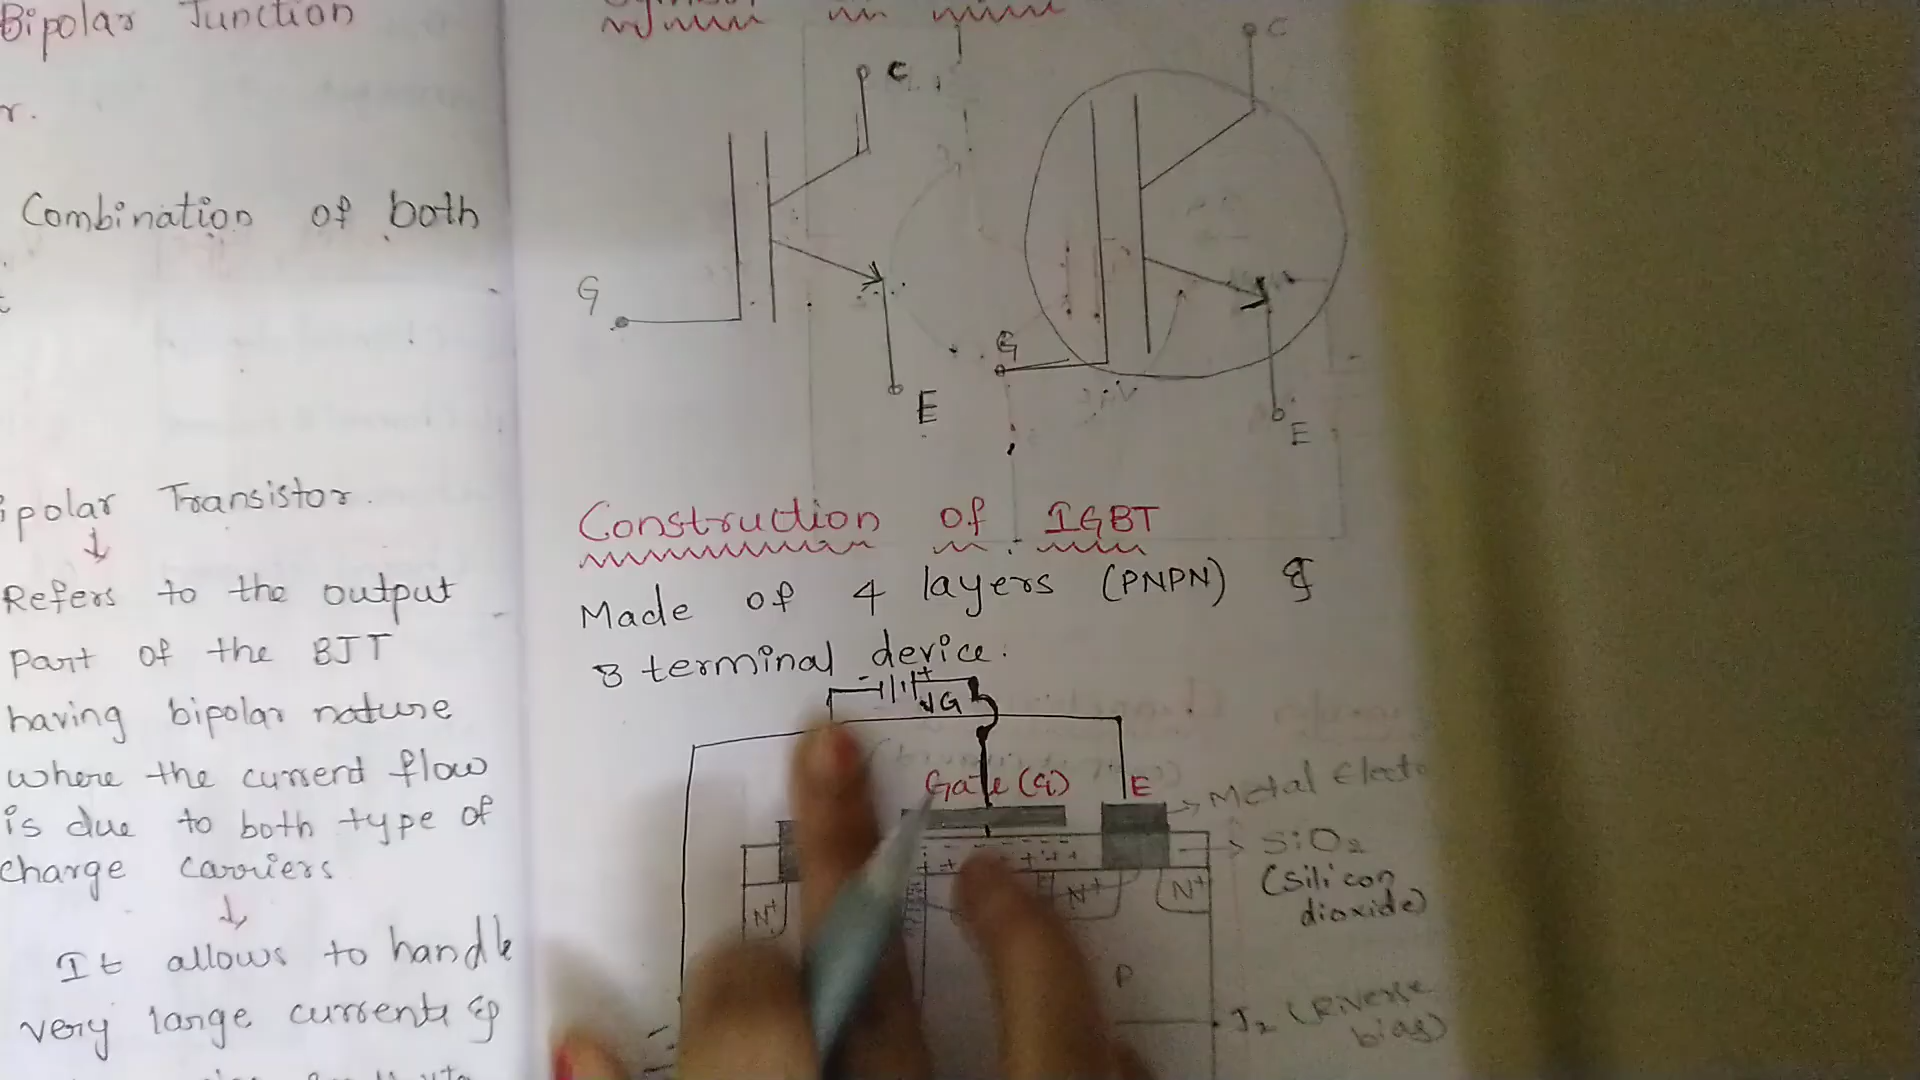 Bipolar Junction
r.
Combination of both
ipolar Transistor.
↓
Refers to the output
part of the BJT
having bipolar nature
where the current flow
is due to both type of
charge carriers
↓
It allows to handle
very large currents &
C
G
E
C
G
E
Construction of IGBT
Made of 4 layers (PNPN) &
3 terminal device.
- +
VG
Gate (G) E
Metal Electo
SiO2
(Silicon
dioxide)
N+ N+ N+
P
J2 (Riverse
bias)